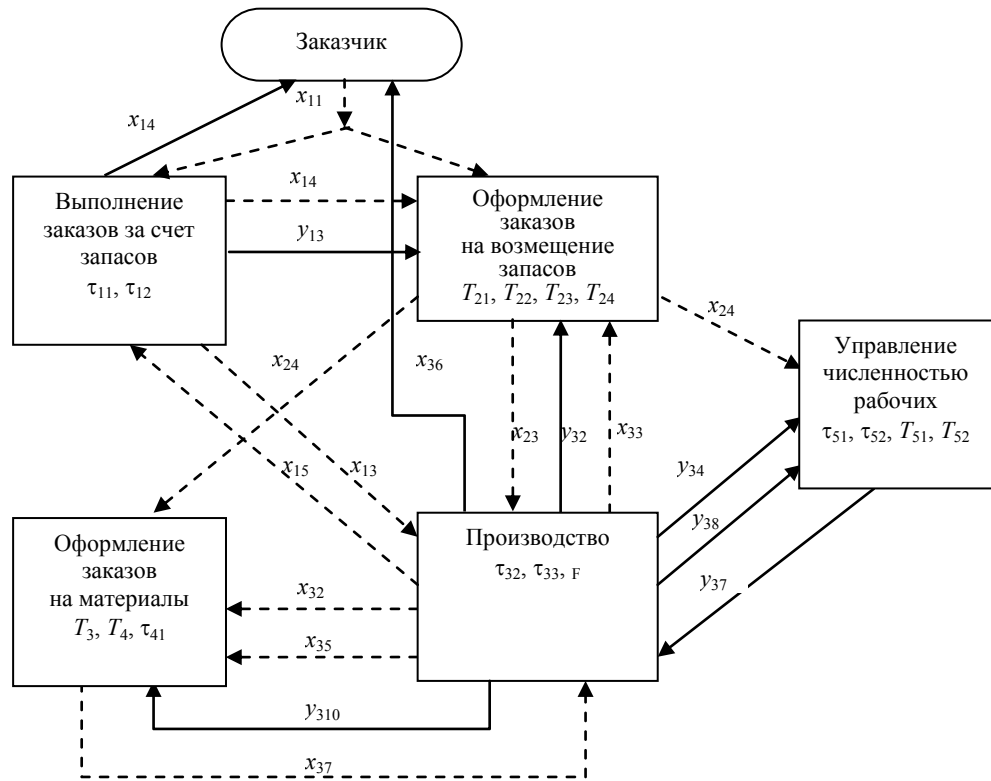 Заказчик
x11
x14
Выполнение
заказов за счет
запасов
τ11, τ12
x14
y13
Оформление
заказов
на возмещение
запасов
T21, T22, T23, T24
x24
Управление
численностью
рабочих
τ51, τ52, T51, T52
x24
x36
x15
x13
x23
y32
x33
y34
y38
y37
Оформление
заказов
на материалы
T3, T4, τ41
x32
x35
Производство
τ32, τ33, F
y310
x37